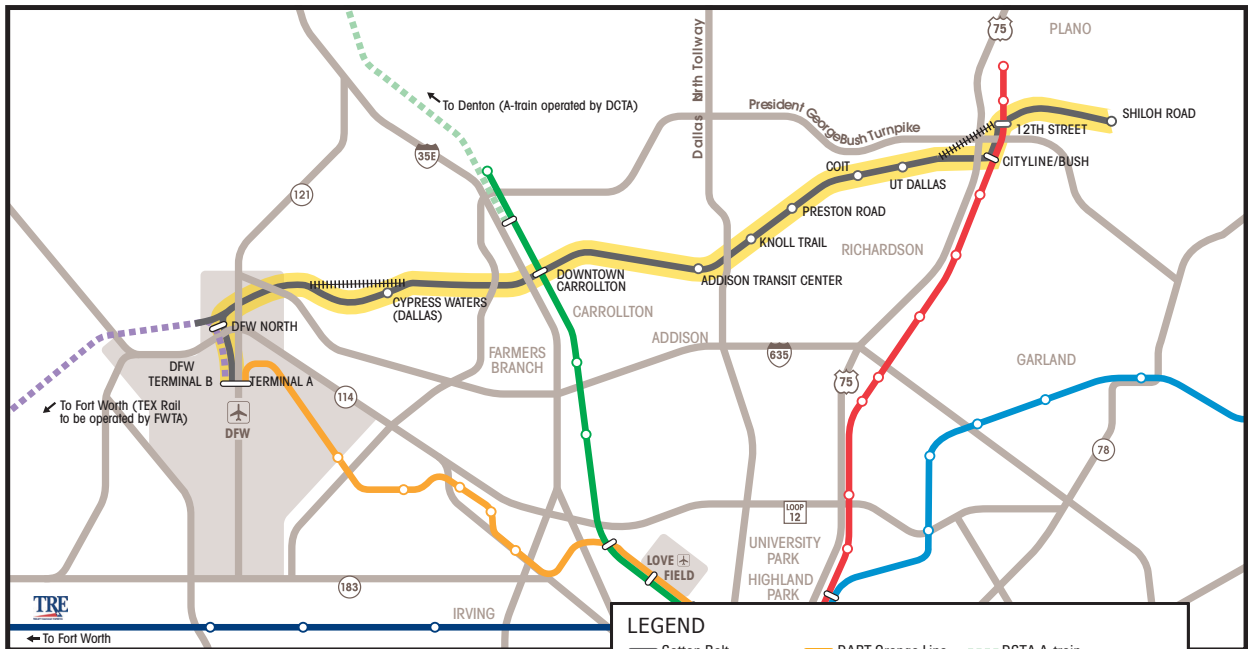 75
PLANO
Dallas North Tollway
To Denton (A-train operated by DCTA)
President GeorgeBush Turnpike
SHILOH ROAD
12TH STREET
35E
COIT
CITYLINE/BUSH
UT DALLAS
121
PRESTON ROAD
KNOLL TRAIL
RICHARDSON
DOWNTOWN
CARROLLTON
ADDISON TRANSIT CENTER
CYPRESS WATERS
(DALLAS)
CARROLLTON
DFW NORTH
ADDISON
635
FARMERS
BRANCH
GARLAND
DFW
TERMINAL B
TERMINAL A
75
114
To Fort Worth (TEX Rail
to be operated by FWTA)
DFW
78
LOOP
12
UNIVERSITY
PARK
LOVE
FIELD
HIGHLAND
PARK
183
TRE
IRVING
To Fort Worth
LEGEND